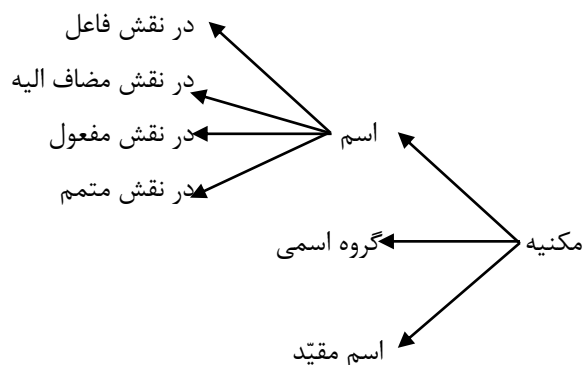 در نقش فاعل
در نقش مضاف الیه
در نقش مفعول
در نقش متمم
اسم
مکنیه
گروه اسمی
اسم مقیّد